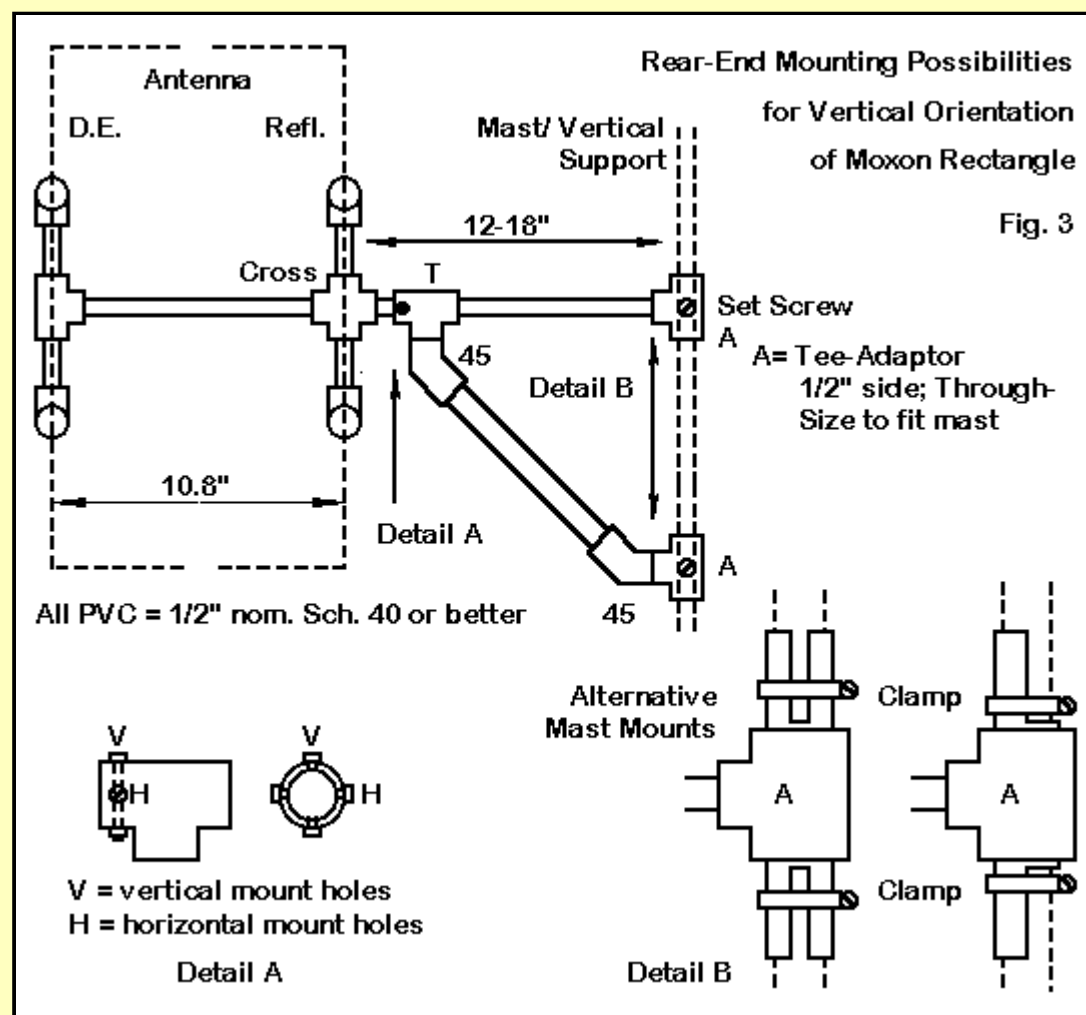 Rear-End Mounting Possibilities
for Vertical Orientation
of Moxon Rectangle
Fig. 3
Antenna
D.E.
Refl.
Mast/ Vertical
Support
12-18"
Cross
T
Set Screw
A
45
Detail B
A= Tee-Adaptor
1/2" side; Through-
Size to fit mast
10.8"
Detail A
A
45
All PVC = 1/2" nom. Sch. 40 or better
Alternative
Mast Mounts
Clamp
V
V
H
H
A
A
Clamp
V = vertical mount holes
H = horizontal mount holes
Detail A
Detail B